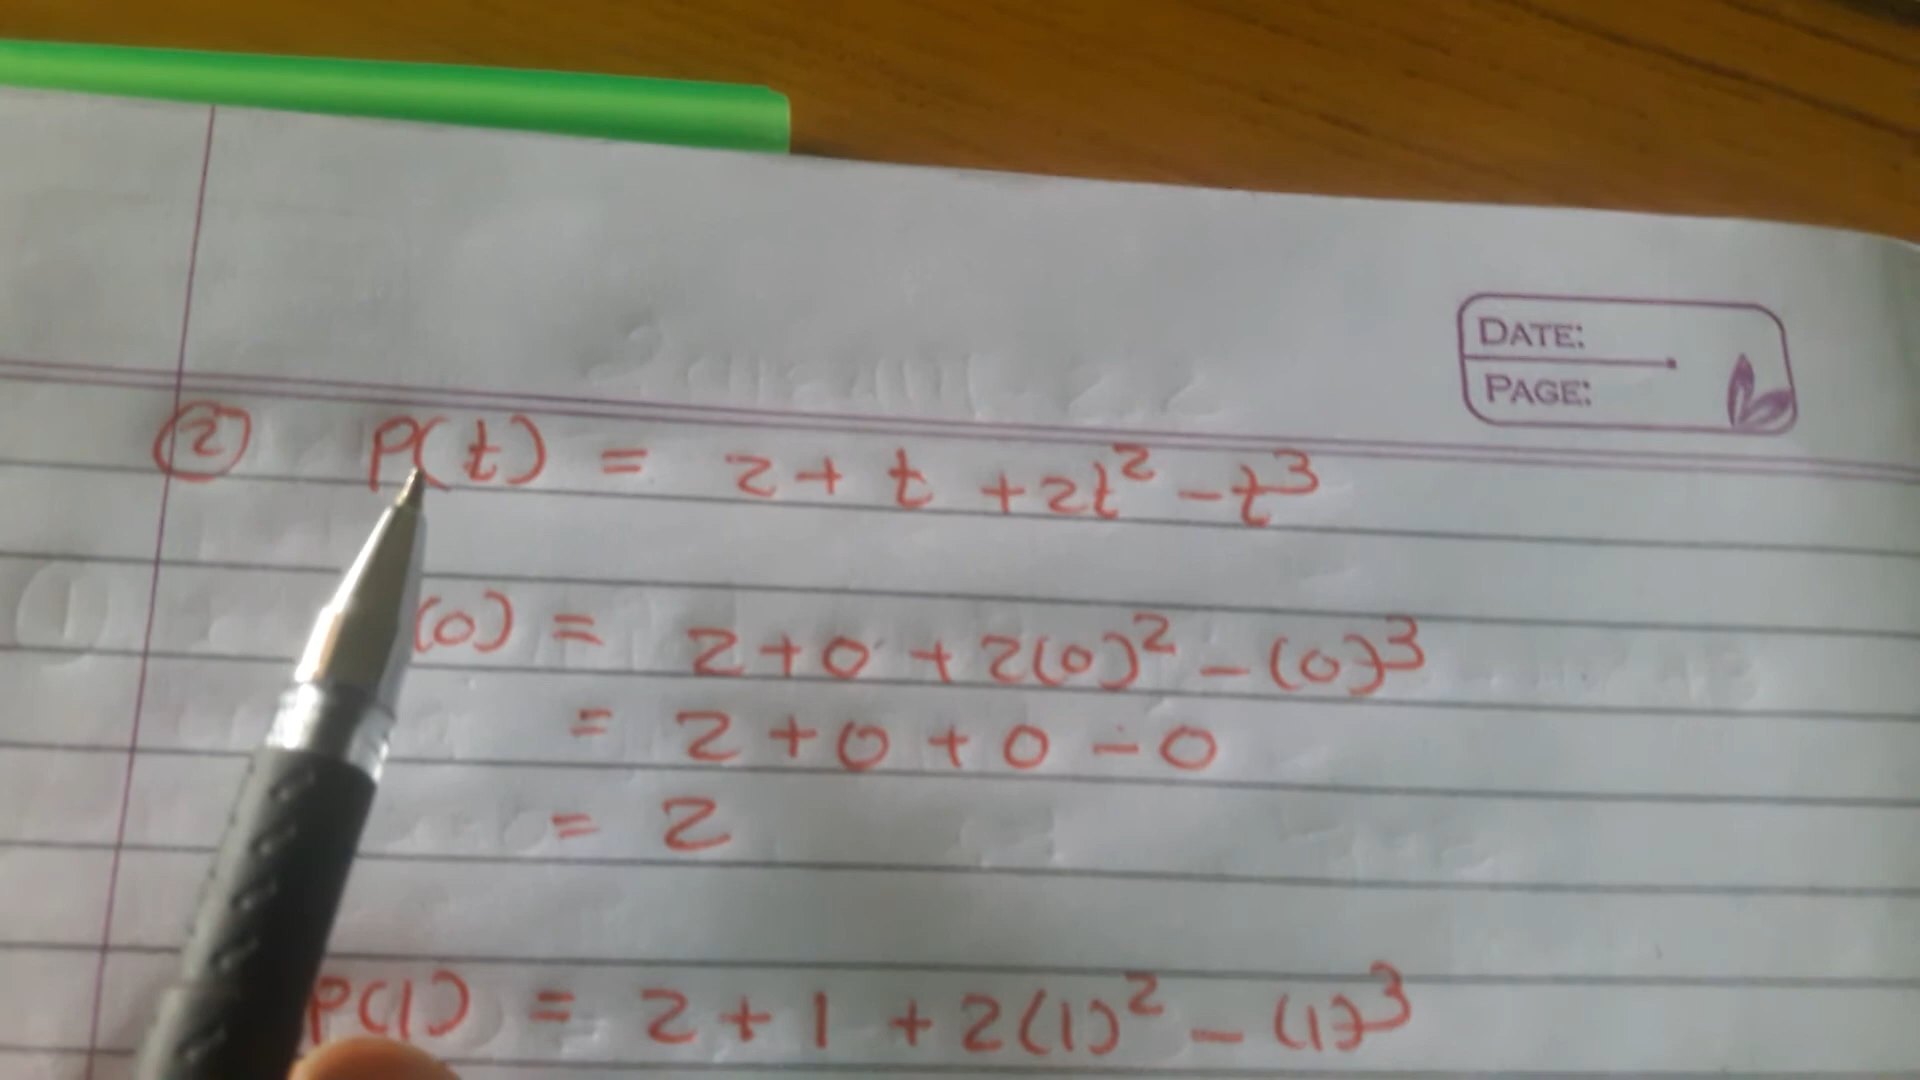 DATE:
PAGE:
② P(t) = 2 + t + 2t² - t³
(0) = 2 + 0 + 2(0)² - (0)³
= 2 + 0 + 0 - 0
= 2
P(1) = 2 + 1 + 2(1)² - (1)³